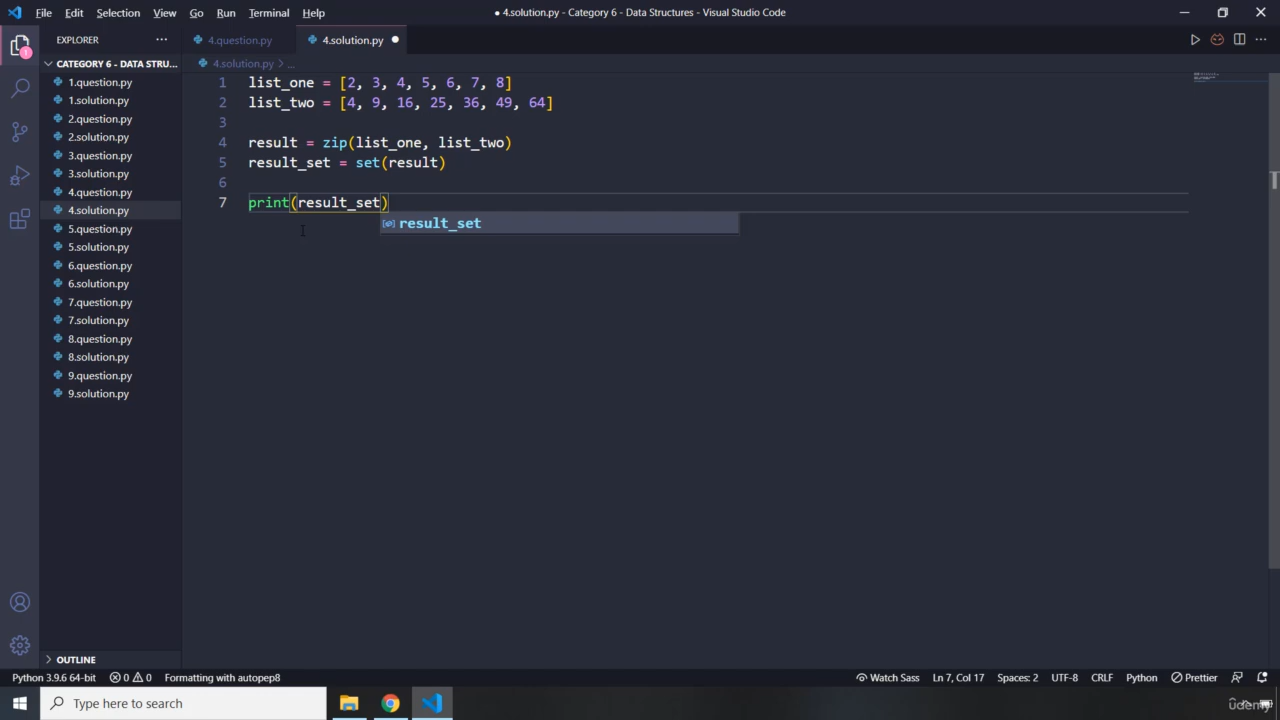 File Edit Selection View Go Run Terminal Help
● 4.solution.py - Category 6 - Data Structures - Visual Studio Code
EXPLORER
4.question.py
4.solution.py
CATEGORY 6 - DATA STRU...
4.solution.py > ...
1.question.py
1.solution.py
2.question.py
2.solution.py
3.question.py
3.solution.py
4.question.py
4.solution.py
5.question.py
5.solution.py
6.question.py
6.solution.py
7.question.py
7.solution.py
8.question.py
8.solution.py
9.question.py
9.solution.py
1 list_one = [2, 3, 4, 5, 6, 7, 8]
2 list_two = [4, 9, 16, 25, 36, 49, 64]
3
4 result = zip(list_one, list_two)
5 result_set = set(result)
6
7 print(result_set)
result_set
1
OUTLINE
Python 3.9.6 64-bit 0 0 Formatting with autopep8 Watch Sass Ln 7, Col 17 Spaces: 2 UTF-8 CRLF Python Prettier
Type here to search
udemy